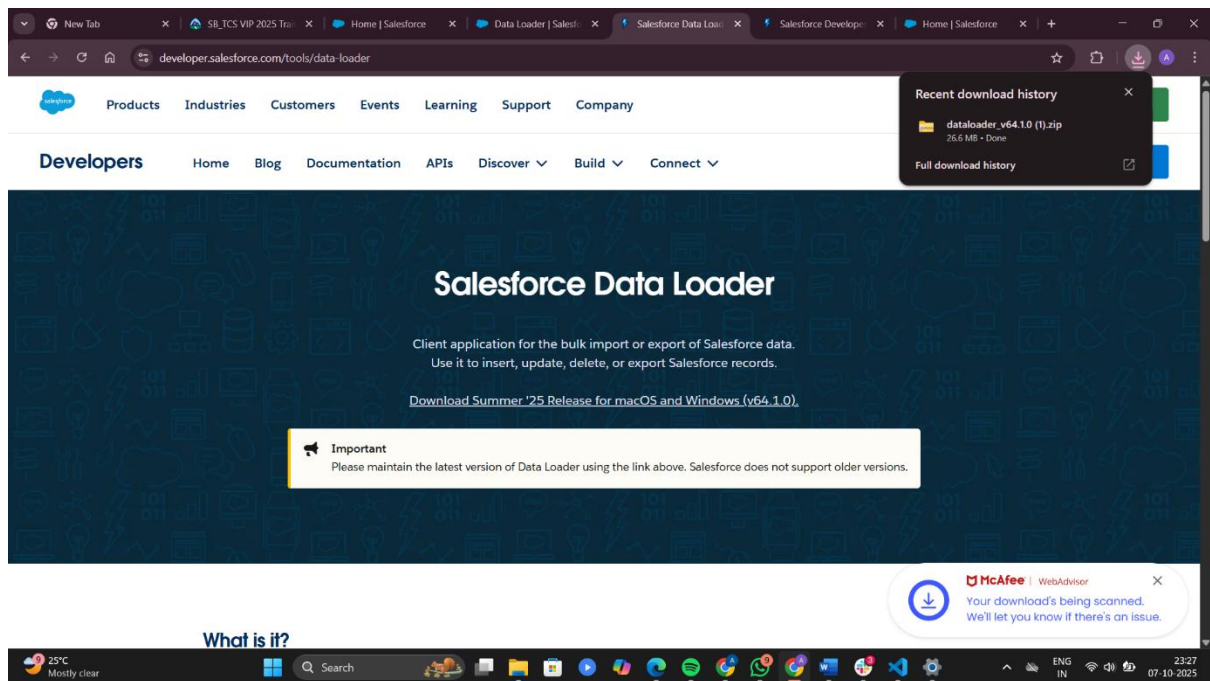 New Tab
SB_TCS VIP 2025 Trai
Home | Salesforce
Data Loader | Salesfo
Salesforce Data Load
Salesforce Develope
Home | Salesforce
developer.salesforce.com/tools/data-loader
A
salesforce
Products Industries Customers Events Learning Support Company
Recent download history
dataloader_v64.1.0 (1).zip
26.6 MB • Done
Full download history
Developers Home Blog Documentation APIs Discover Build Connect
Salesforce Data Loader
Client application for the bulk import or export of Salesforce data.
Use it to insert, update, delete, or export Salesforce records.
Download Summer '25 Release for macOS and Windows (v64.1.0).
Important
Please maintain the latest version of Data Loader using the link above. Salesforce does not support older versions.
McAfee | WebAdvisor
Your download's being scanned.
We'll let you know if there's an issue.
What is it?
9
25°C
Mostly clear
Search
9
ENG
IN
23:27
07-10-2025